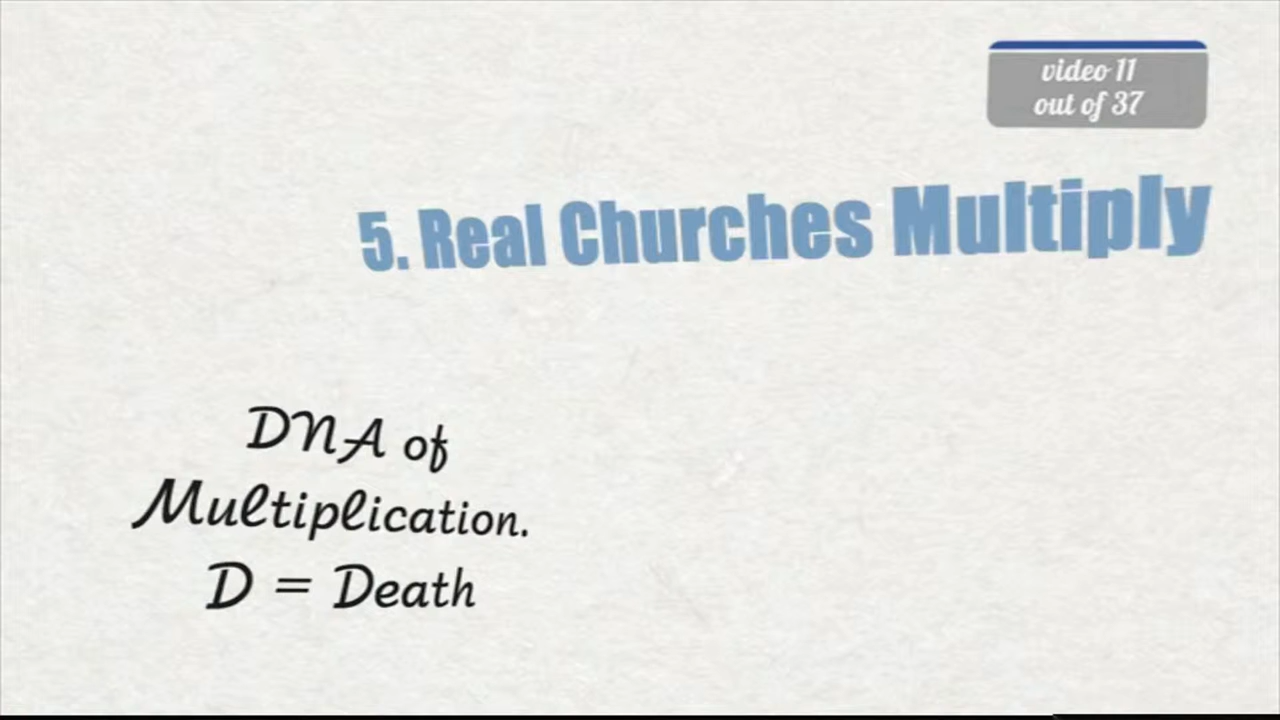 video 11
out of 37
5. Real Churches Multiply
DNA of
Multiplication.
D = Death